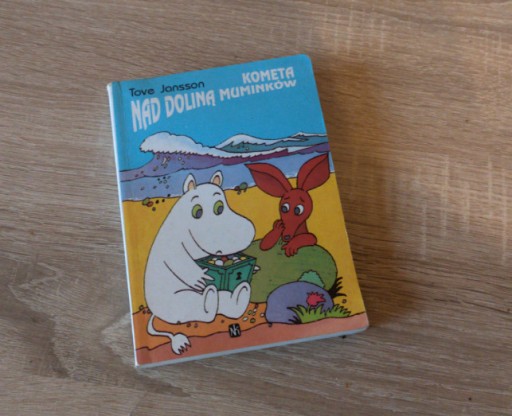 Tove Jansson
KOMETA
NAD DOLINĄ MUMINKÓW